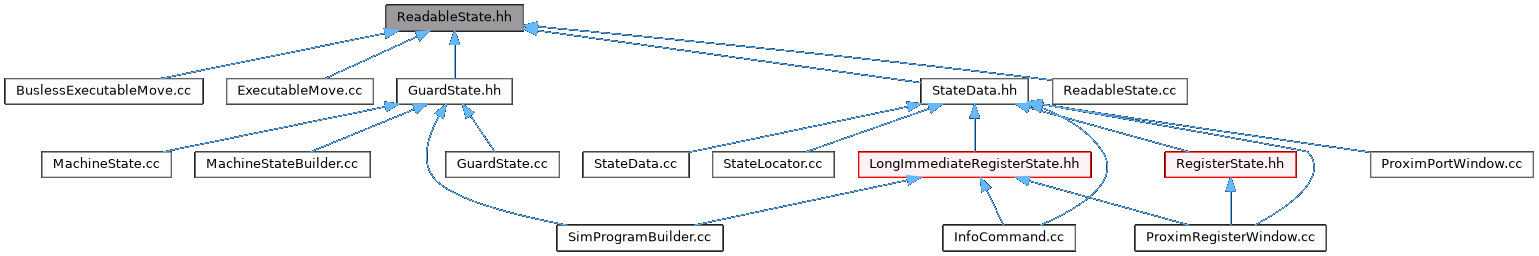 ReadableState.hh
BuslessExecutableMove.cc
ExecutableMove.cc
GuardState.hh
StateData.hh
ReadableState.cc
MachineState.cc
MachineStateBuilder.cc
GuardState.cc
StateData.cc
StateLocator.cc
LongImmediateRegisterState.hh
RegisterState.hh
ProximPortWindow.cc
SimProgramBuilder.cc
InfoCommand.cc
ProximRegisterWindow.cc